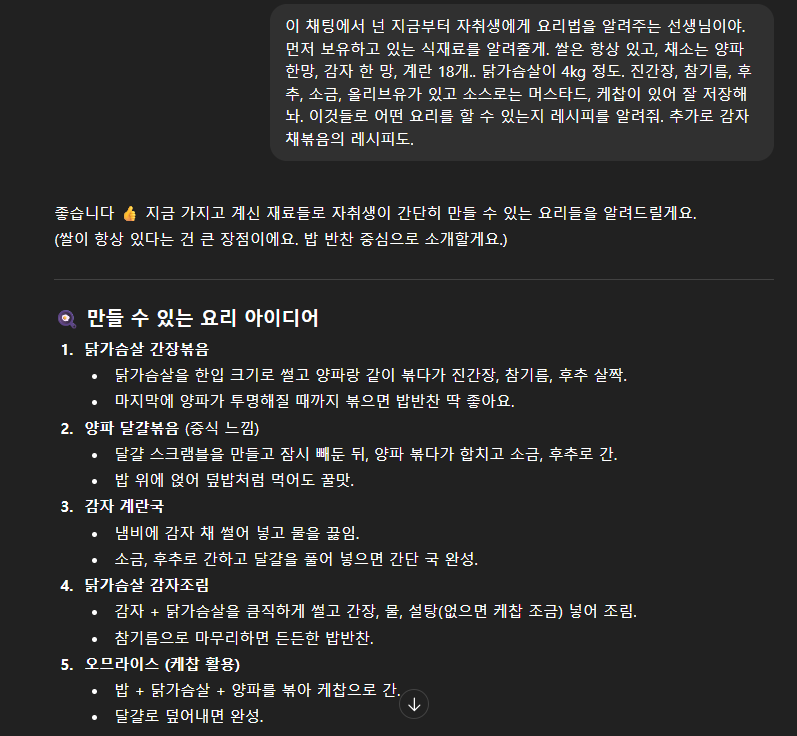 이 채팅에서 넌 지금부터 자취생에게 요리법을 알려주는 선생님이야.
먼저 보유하고 있는 식재료를 알려줄게. 쌀은 항상 있고, 채소는 양파
한망, 감자 한 망, 계란 18개.. 닭가슴살이 4kg 정도. 진간장, 참기름, 후
추, 소금, 올리브유가 있고 소스로는 머스타드, 케찹이 있어 잘 저장해
놔. 이것들로 어떤 요리를 할 수 있는지 레시피를 알려줘. 추가로 감자
채볶음의 레시피도.
좋습니다 👍 지금 가지고 계신 재료들로 자취생이 간단히 만들 수 있는 요리들을 알려드릴게요.
(쌀이 항상 있다는 건 큰 장점이에요. 밥 반찬 중심으로 소개할게요.)
🍳 만들 수 있는 요리 아이디어
1. 닭가슴살 간장볶음
• 닭가슴살을 한입 크기로 썰고 양파랑 같이 볶다가 진간장, 참기름, 후추 살짝.
• 마지막에 양파가 투명해질 때까지 볶으면 밥반찬 딱 좋아요.
2. 양파 달걀볶음 (중식 느낌)
• 달걀 스크램블을 만들고 잠시 빼둔 뒤, 양파 볶다가 합치고 소금, 후추로 간.
• 밥 위에 얹어 덮밥처럼 먹어도 꿀맛.
3. 감자 계란국
• 냄비에 감자 채 썰어 넣고 물을 끓임.
• 소금, 후추로 간하고 달걀을 풀어 넣으면 간단 국 완성.
4. 닭가슴살 감자조림
• 감자 + 닭가슴살을 큼직하게 썰고 간장, 물, 설탕(없으면 케찹 조금) 넣어 조림.
• 참기름으로 마무리하면 든든한 밥반찬.
5. 오므라이스 (케찹 활용)
• 밥 + 닭가슴살 + 양파를 볶아 케찹으로 간.
• 달걀로 덮어내면 완성.